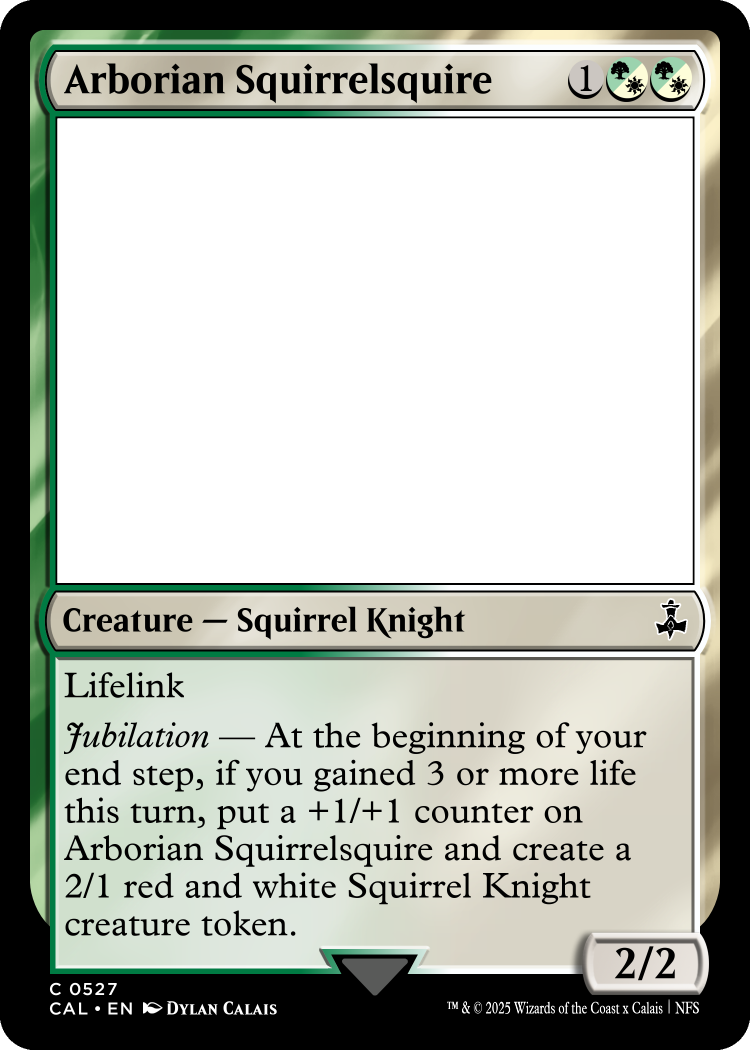 Arborian Squirrelsquire 1
Creature — Squirrel Knight
Lifelink
Jubilation — At the beginning of your
end step, if you gained 3 or more life
this turn, put a +1/+1 counter on
Arborian Squirrelsquire and create a
2/1 red and white Squirrel Knight
creature token.
2/2
C 0527
CAL • EN DYLAN CALAIS
™ & © 2025 Wizards of the Coast x Calais | NFS